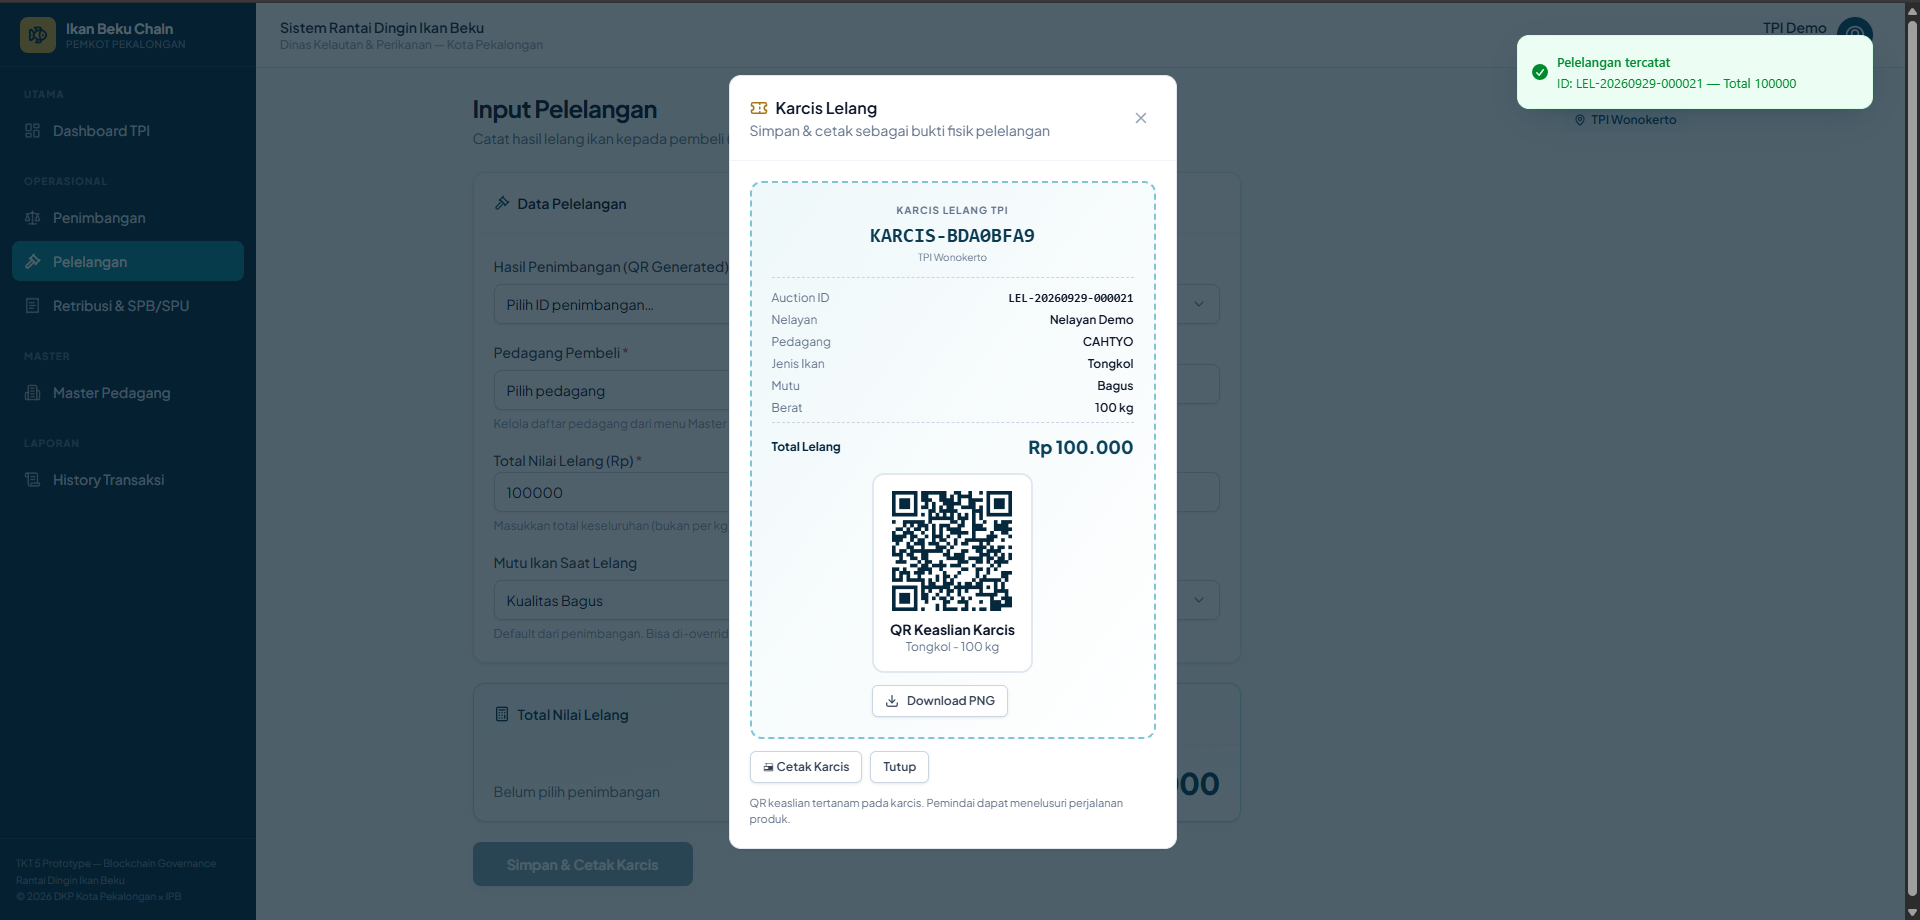 Ikan Beku Chain
PEMKOT PEKALONGAN
UTAMA
Dashboard TPI
OPERASIONAL
Penimbangan
Pelelangan
Retribusi & SPB/SPU
MASTER
Master Pedagang
LAPORAN
History Transaksi
TKT 5 Prototype — Blockchain Governance
Rantai Dingin Ikan Beku
© 2026 DKP Kota Pekalongan x IPB
Sistem Rantai Dingin Ikan Beku
Dinas Kelautan & Perikanan — Kota Pekalongan
TPI Demo
Pelelangan tercatat
ID: LEL-20260929-000021 — Total 100000
TPI Wonokerto
Input Pelelangan
Catat hasil lelang ikan kepada pembeli
Data Pelelangan
Hasil Penimbangan (QR Generated)
Pilih ID penimbangan...
Pedagang Pembeli *
Pilih pedagang
Kelola daftar pedagang dari menu Master
Total Nilai Lelang (Rp) *
100000
Masukkan total keseluruhan (bukan per kg
Mutu Ikan Saat Lelang
Kualitas Bagus
Default dari penimbangan. Bisa di-overrid
Total Nilai Lelang
Belum pilih penimbangan
00
Simpan & Cetak Karcis
Karcis Lelang
Simpan & cetak sebagai bukti fisik pelelangan
KARCIS LELANG TPI
KARCIS-BDA0BFA9
TPI Wonokerto
Auction ID LEL-20260929-000021
Nelayan Nelayan Demo
Pedagang CAHTYO
Jenis Ikan Tongkol
Mutu Bagus
Berat 100 kg
Total Lelang Rp 100.000
QR Keaslian Karcis
Tongkol - 100 kg
Download PNG
Cetak Karcis
Tutup
QR keaslian tertanam pada karcis. Pemindai dapat menelusuri perjalanan
produk.